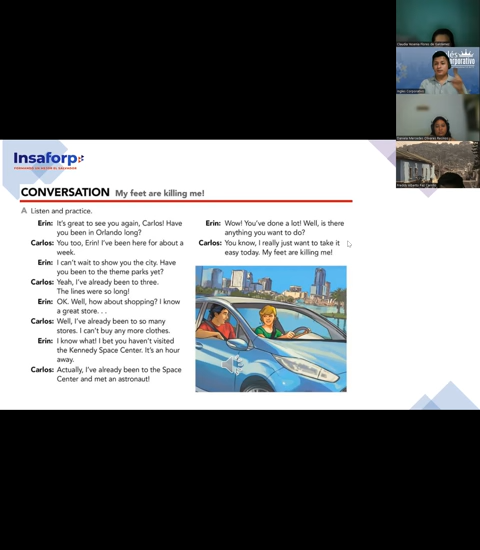 Insaforp
CONVERSATION My feet are killing me!
A Listen and practice.
Erin: It's great to see you again, Carlos! Have
you been in Orlando long?
Carlos: You too, Erin! I've been here for about a
week.
Erin: I can't wait to show you the city. Have
you been to the theme parks yet?
Carlos: Yeah, I've already been to three.
The lines were so long!
Erin: OK. Well, how about shopping? I know
a great store. . .
Carlos: Well, I've already been to so many
stores. I can't buy any more clothes.
Erin: I know what! I bet you haven't visited
the Kennedy Space Center. It's an hour
away.
Carlos: Actually, I've already been to the Space
Center and met an astronaut!
Erin: Wow! You've done a lot! Well, is there
anything you want to do?
Carlos: You know, I really just want to take it
easy today. My feet are killing me!
Inglés Corporativo